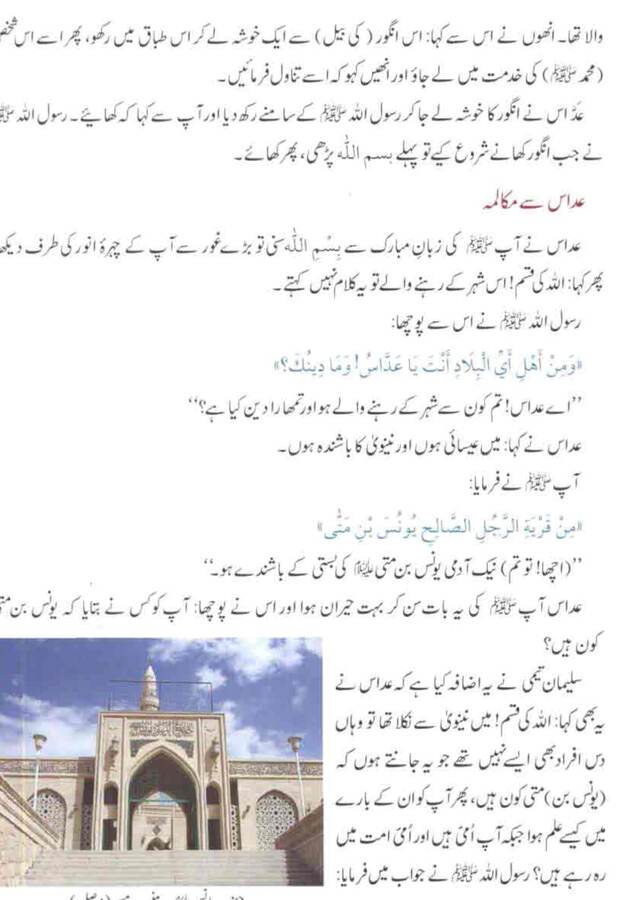 والا تھا۔ انھوں نے اس سے کہا: اس انگور (کی بیل) سے ایک خوشہ لے کر اس طباق میں رکھو، پھر اسے اس شخص
(محمد ﷺ) کی خدمت میں لے جاؤ اور انھیں کہو کہ اسے تناول فرمائیں۔
عداس نے انگور کا خوشہ لے جا کر رسول اللہ ﷺ کے سامنے رکھ دیا اور آپ سے کہا کہ کھائیے۔ رسول اللہ ﷺ
نے جب انگور کھانے شروع کیے تو پہلے بسم اللّٰہ پڑھی، پھر کھائے۔
عداس سے مکالمہ
عداس نے آپ ﷺ کی زبانِ مبارک سے بِسْمِ اللّٰہ سنی تو بڑے غور سے آپ کے چہرۂ انور کی طرف
پھر کہا: اللہ کی قسم! اس شہر کے رہنے والے تو یہ کلام نہیں کہتے۔
رسول اللہ ﷺ نے اس سے پوچھا:
«وَمِنْ أَهْلِ أَيِّ الْبِلَادِ أَنْتَ يَا عَدَّاسُ! وَمَا دِينُكَ؟»
’’اے عداس! تم کون سے شہر کے رہنے والے ہو اور تمھارا دین کیا ہے؟‘‘
عداس نے کہا: میں عیسائی ہوں اور نینویٰ کا باشندہ ہوں۔
آپ ﷺ نے فرمایا:
«مِنْ قَرْيَةِ الرَّجُلِ الصَّالِحِ يُونُسَ بْنِ مَتّٰى»
’’(اچھا! تو تم) نیک آدمی یونس بن متی علیہ السلام کی بستی کے باشندے ہو۔‘‘
عداس آپ ﷺ کی یہ بات سن کر بہت حیران ہوا اور اس نے پوچھا: آپ کو کس نے بتایا کہ یونس بن متی
کون ہیں؟
سلیمان تیمی نے یہ اضافہ کیا ہے کہ عداس نے
یہ بھی کہا: اللہ کی قسم! میں نینویٰ سے نکلا تھا تو وہاں
دس افراد بھی ایسے نہیں تھے جو یہ جانتے ہوں کہ
(یونس بن) متی کون ہیں، پھر آپ کو ان کے بارے
میں کیسے علم ہوا جبکہ آپ اُمّی ہیں اور اُمّی امت میں
رہ رہے ہیں؟ رسول اللہ ﷺ نے جواب میں فرمایا: